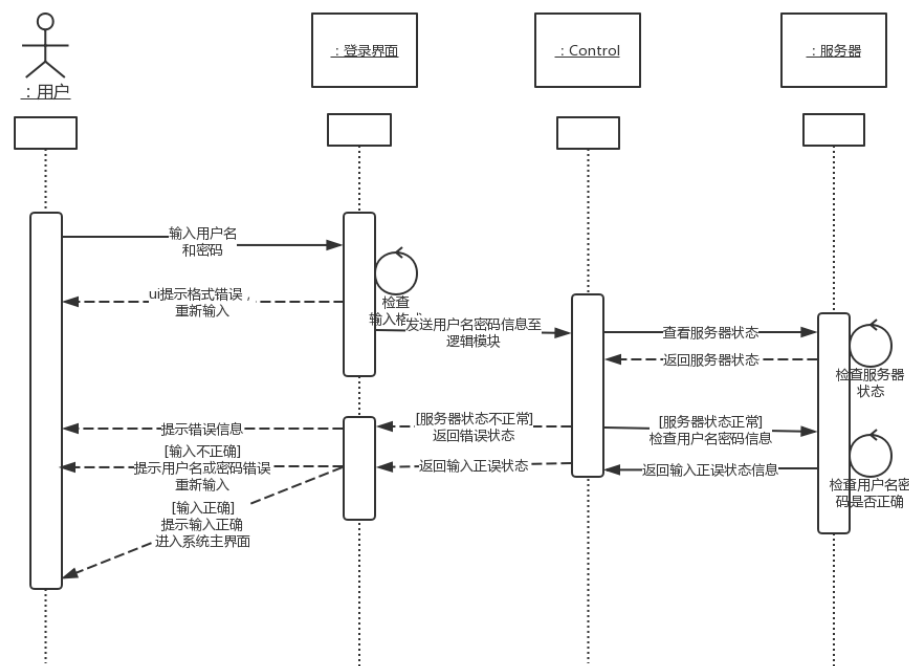 ：用户
：登录界面
：Control
：服务器
输入用户名
和密码
检查
输入格
ui提示格式错误，
重新输入
发送用户名密码信息至
逻辑模块
查看服务器状态
返回服务器状态
检查服务器
状态
提示错误信息
[服务器状态不正常]
返回错误状态
[服务器状态正常]
检查用户名密码信息
[输入不正确]
提示用户名或密码错误
重新输入
返回输入正误状态
返回输入正误状态信息
检查用户名密
码是否正确
[输入正确]
提示输入正确
进入系统主界面